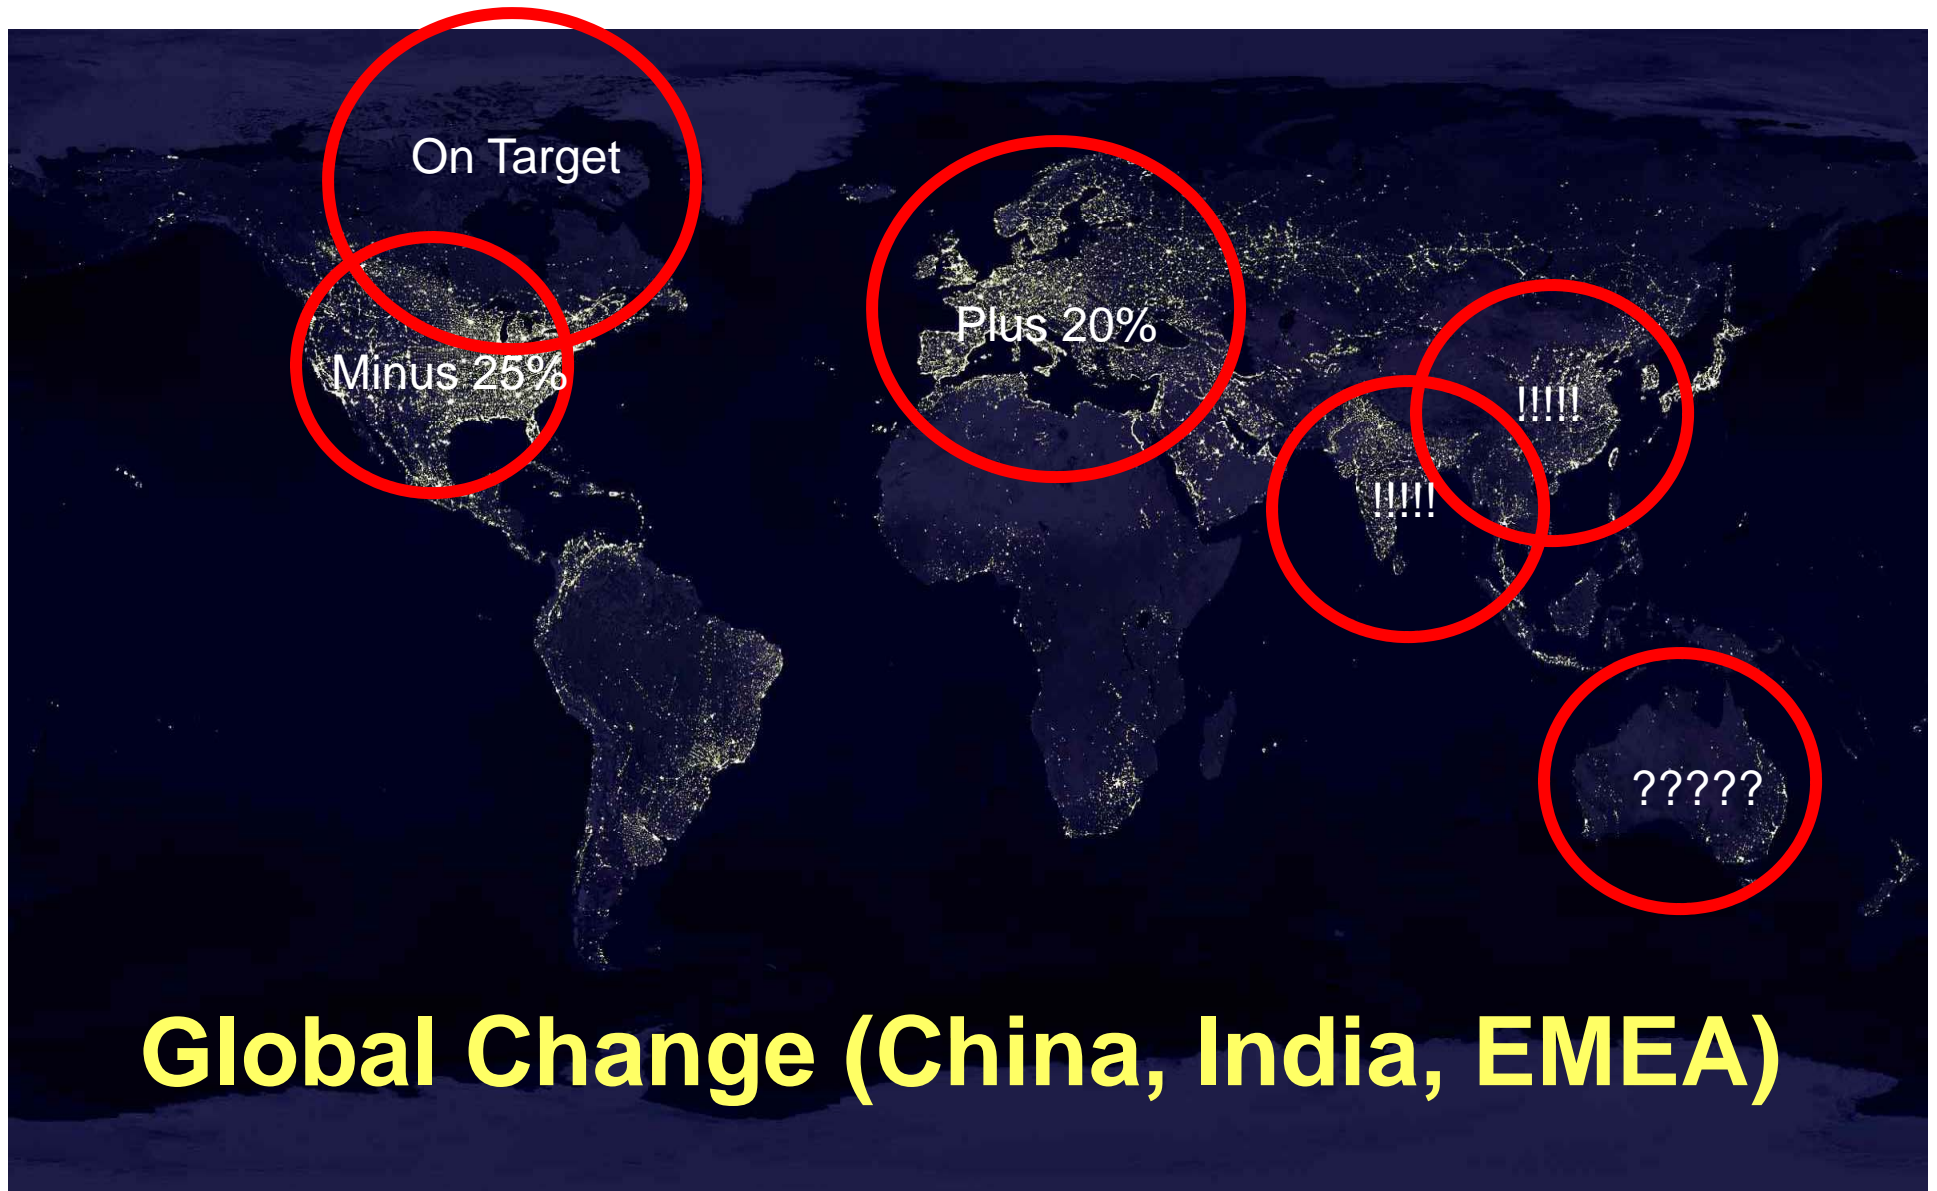 On Target
Plus 20%
Minus 25%
!!!!!
!!!!!
?????
Global Change (China, India, EMEA)